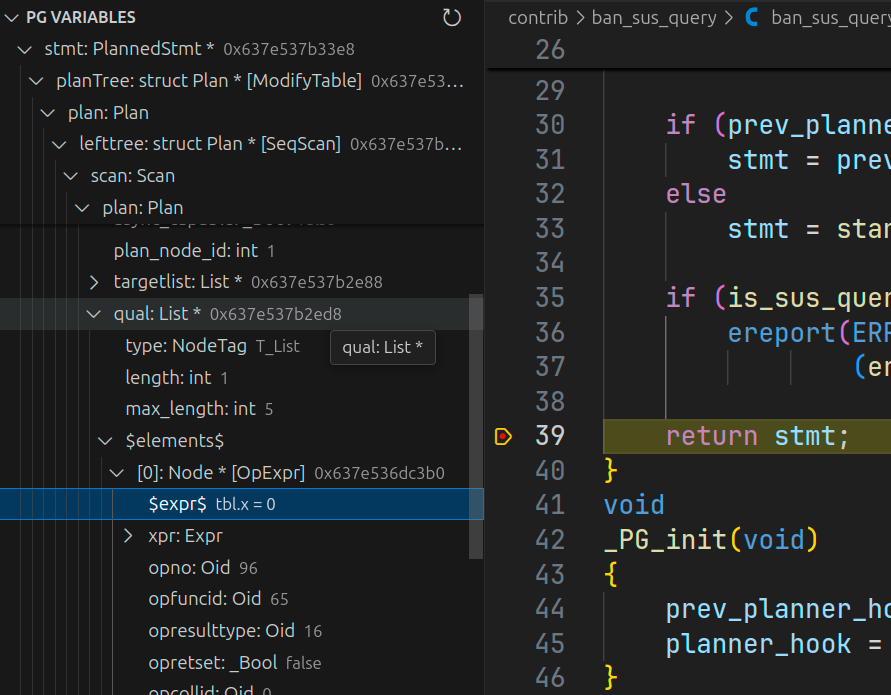 PG VARIABLES
stmt: PlannedStmt * 0x637e537b33e8
planTree: struct Plan * [ModifyTable] 0x637e53...
plan: Plan
lefttree: struct Plan * [SeqScan] 0x637e537b...
scan: Scan
plan: Plan
plan_node_id: int 1
targetlist: List * 0x637e537b2e88
qual: List * 0x637e537b2ed8
type: NodeTag T_List
qual: List *
length: int 1
max_length: int 5
$elements$
[0]: Node * [OpExpr] 0x637e536dc3b0
$expr$ tbl.x = 0
xpr: Expr
opno: Oid 96
opfuncid: Oid 65
opresulttype: Oid 16
opretset: _Bool false
opcollid: Oid 0
contrib > ban_sus_query > C ban_sus_query
26
29
30 if (prev_planne
31 stmt = prev
32 else
33 stmt = stan
34
35 if (is_sus_quer
36 ereport(ERR
37 (er
38
39 return stmt;
40 }
41 void
42 _PG_init(void)
43 {
44 prev_planner_ho
45 planner_hook =
46 }